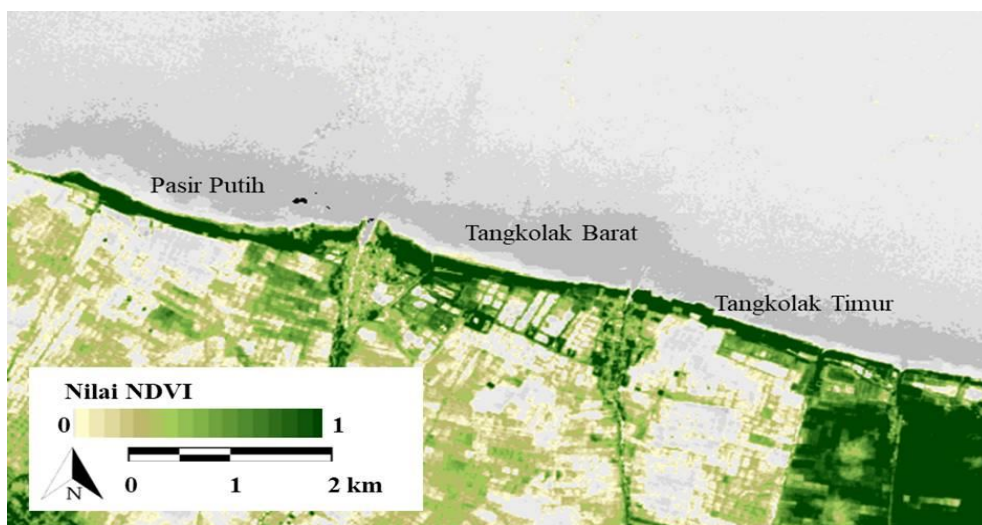 Pasir Putih
Tangkolak Barat
Tangkolak Timur
Nilai NDVI
0 1
N
0 1 2 km